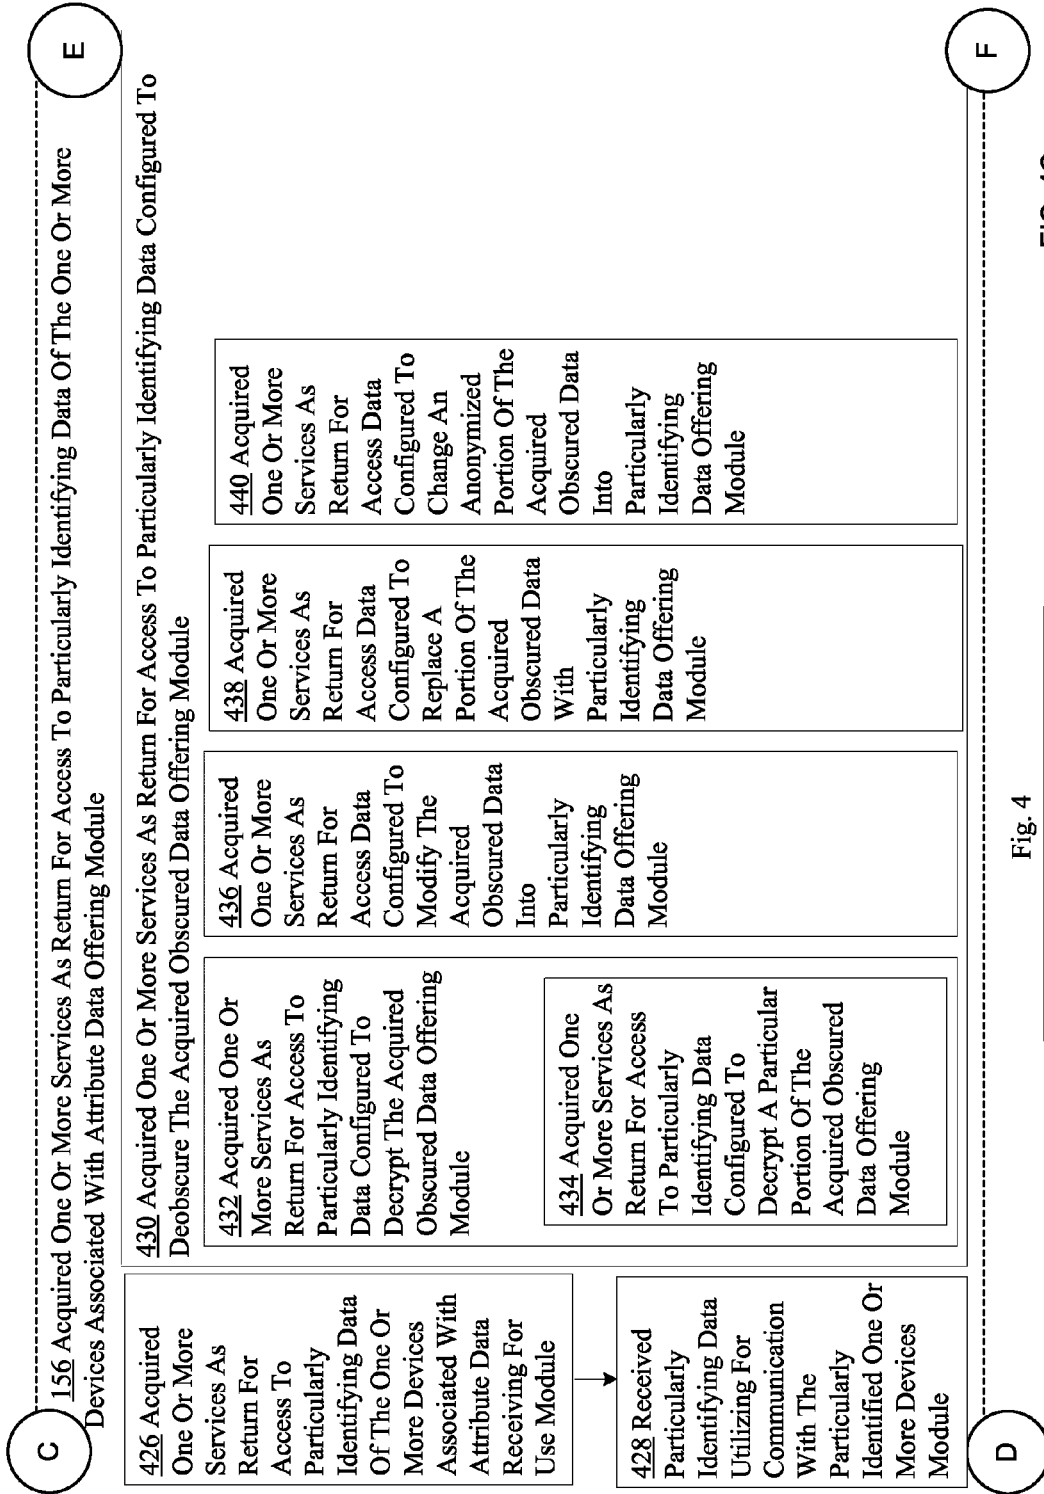 C
E
156 Acquired One Or More Services As Return For Access To Particularly Identifying Data Of The One Or More
Devices Associated With Attribute Data Offering Module
426 Acquired
One Or More
Services As
Return For
Access To
Particularly
Identifying Data
Of The One Or
More Devices
Associated With
Attribute Data
Receiving For
Use Module
428 Received
Particularly
Identifying Data
Utilizing For
Communication
With The
Particularly
Identified One Or
More Devices
Module
430 Acquired One Or More Services As Return For Access To Particularly Identifying Data Configured To
Deobscure The Acquired Obscured Data Offering Module
432 Acquired One Or
More Services As
Return For Access To
Particularly Identifying
Data Configured To
Decrypt The Acquired
Obscured Data Offering
Module
434 Acquired One
Or More Services As
Return For Access
To Particularly
Identifying Data
Configured To
Decrypt A Particular
Portion Of The
Acquired Obscured
Data Offering
Module
436 Acquired
One Or More
Services As
Return For
Access Data
Configured To
Modify The
Acquired
Obscured Data
Into
Particularly
Identifying
Data Offering
Module
438 Acquired
One Or More
Services As
Return For
Access Data
Configured To
Replace A
Portion Of The
Acquired
Obscured Data
With
Particularly
Identifying
Data Offering
Module
440 Acquired
One Or More
Services As
Return For
Access Data
Configured To
Change An
Anonymized
Portion Of The
Acquired
Obscured Data
Into
Particularly
Identifying
Data Offering
Module
D
F
Fig. 4